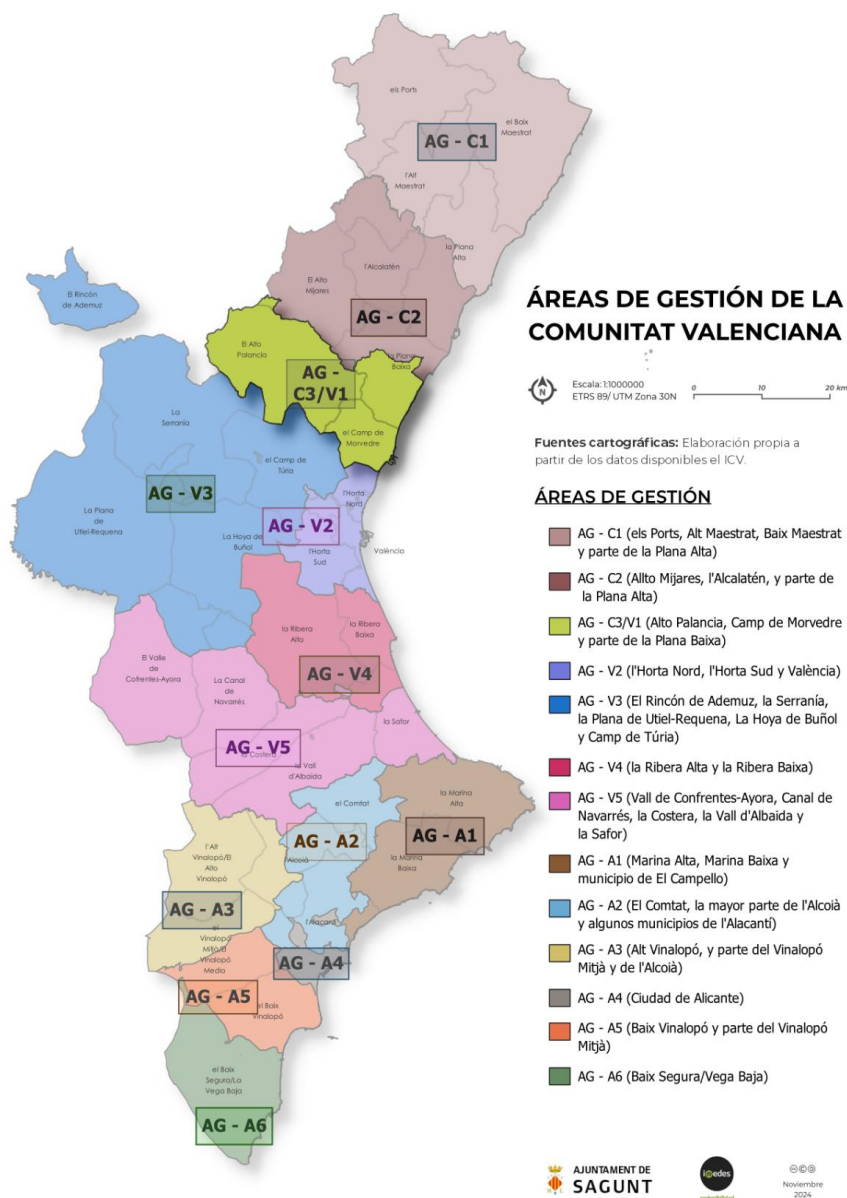 els Ports
el Baix
Maestrat
AG - C1
l'Alt
Maestrat
la Plana
Alta
l'Alcalatén
El Alto
Mijares
El Rincón
de Ademuz
AG - C2
El Alto
Palancia
la Plana
Baixa
AG -
C3/V1
La
Serranía
el Camp de
Morvedre
el Camp de
Túria
AG - V3
l'Horta
Nord
La Plana
de
Utiel-Requena
AG - V2
La Hoya de
Buñol
l'Horta
Sud
València
la Ribera
Alta
la Ribera
Baixa
El Valle
de
Cofrentes-Ayora
AG - V4
La Canal
de
Navarrés
la Safor
AG - V5
la Costera
la Vall
d'Albaida
el Comtat
la Marina
Alta
AG - A2
AG - A1
l'Alt
Vinalopó/El
Alto
Vinalopó
l'Alcoià
la Marina
Baixa
AG - A3
l'Alacantí
el
Vinalopó
Mitjà/El
Vinalopó
Medio
AG - A4
AG - A5
el Baix
Vinalopó
el Baix
Segura/La
Vega Baja
AG - A6
ÁREAS DE GESTIÓN DE LA
COMUNITAT VALENCIANA
N
Escala: 1:1000000
ETRS 89/ UTM Zona 30N
0 10 20 km
Fuentes cartográficas: Elaboración propia a
partir de los datos disponibles el ICV.
ÁREAS DE GESTIÓN
AG - C1 (els Ports, Alt Maestrat, Baix Maestrat
y parte de la Plana Alta)
AG - C2 (Allto Mijares, l'Alcalatén, y parte de
la Plana Alta)
AG - C3/V1 (Alto Palancia, Camp de Morvedre
y parte de la Plana Baixa)
AG - V2 (l'Horta Nord, l'Horta Sud y València)
AG - V3 (El Rincón de Ademuz, la Serranía,
la Plana de Utiel-Requena, La Hoya de Buñol
y Camp de Túria)
AG - V4 (la Ribera Alta y la Ribera Baixa)
AG - V5 (Vall de Confrentes-Ayora, Canal de
Navarrés, la Costera, la Vall d'Albaida y
la Safor)
AG - A1 (Marina Alta, Marina Baixa y
municipio de El Campello)
AG - A2 (El Comtat, la mayor parte de l'Alcoià
y algunos municipios de l'Alacantí)
AG - A3 (Alt Vinalopó, y parte del Vinalopó
Mitjà y de l'Alcoià)
AG - A4 (Ciudad de Alicante)
AG - A5 (Baix Vinalopó y parte del Vinalopó
Mitjà)
AG - A6 (Baix Segura/Vega Baja)
AJUNTAMENT DE
SAGUNT
imedes
Noviembre
2024